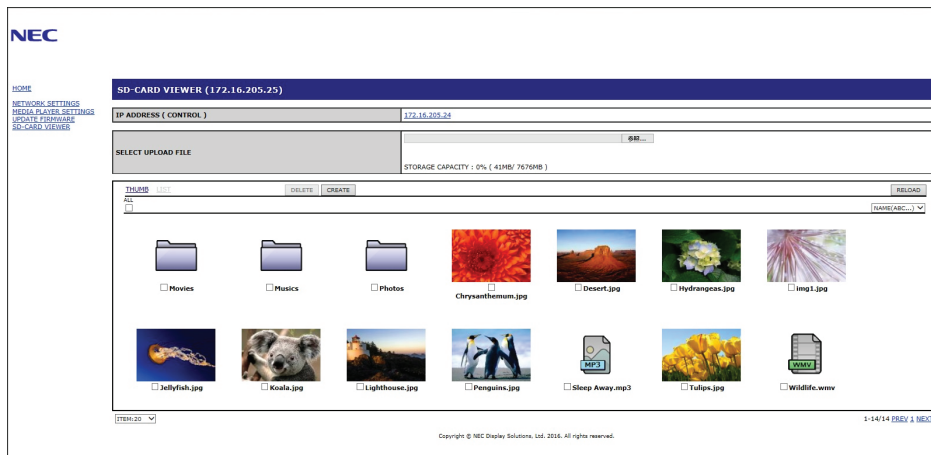 NEC
HOME
NETWORK SETTINGS
MEDIA PLAYER SETTINGS
UPDATE FIRMWARE
SD-CARD VIEWER
SD-CARD VIEWER (172.16.205.25)
IP ADDRESS ( CONTROL ) 172.16.205.24
SELECT UPLOAD FILE 参照...
STORAGE CAPACITY : 0% ( 41MB/ 7676MB )
THUMB LIST DELETE CREATE RELOAD
ALL
NAME(ABC...)
Movies Musics Photos Chrysanthemum.jpg Desert.jpg Hydrangeas.jpg img1.jpg
MP3 WMV
Jellyfish.jpg Koala.jpg Lighthouse.jpg Penguins.jpg Sleep Away.mp3 Tulips.jpg Wildlife.wmv
ITEM:20 1-14/14 PREV 1 NEXT
Copyright © NEC Display Solutions, Ltd. 2016. All rights reserved.